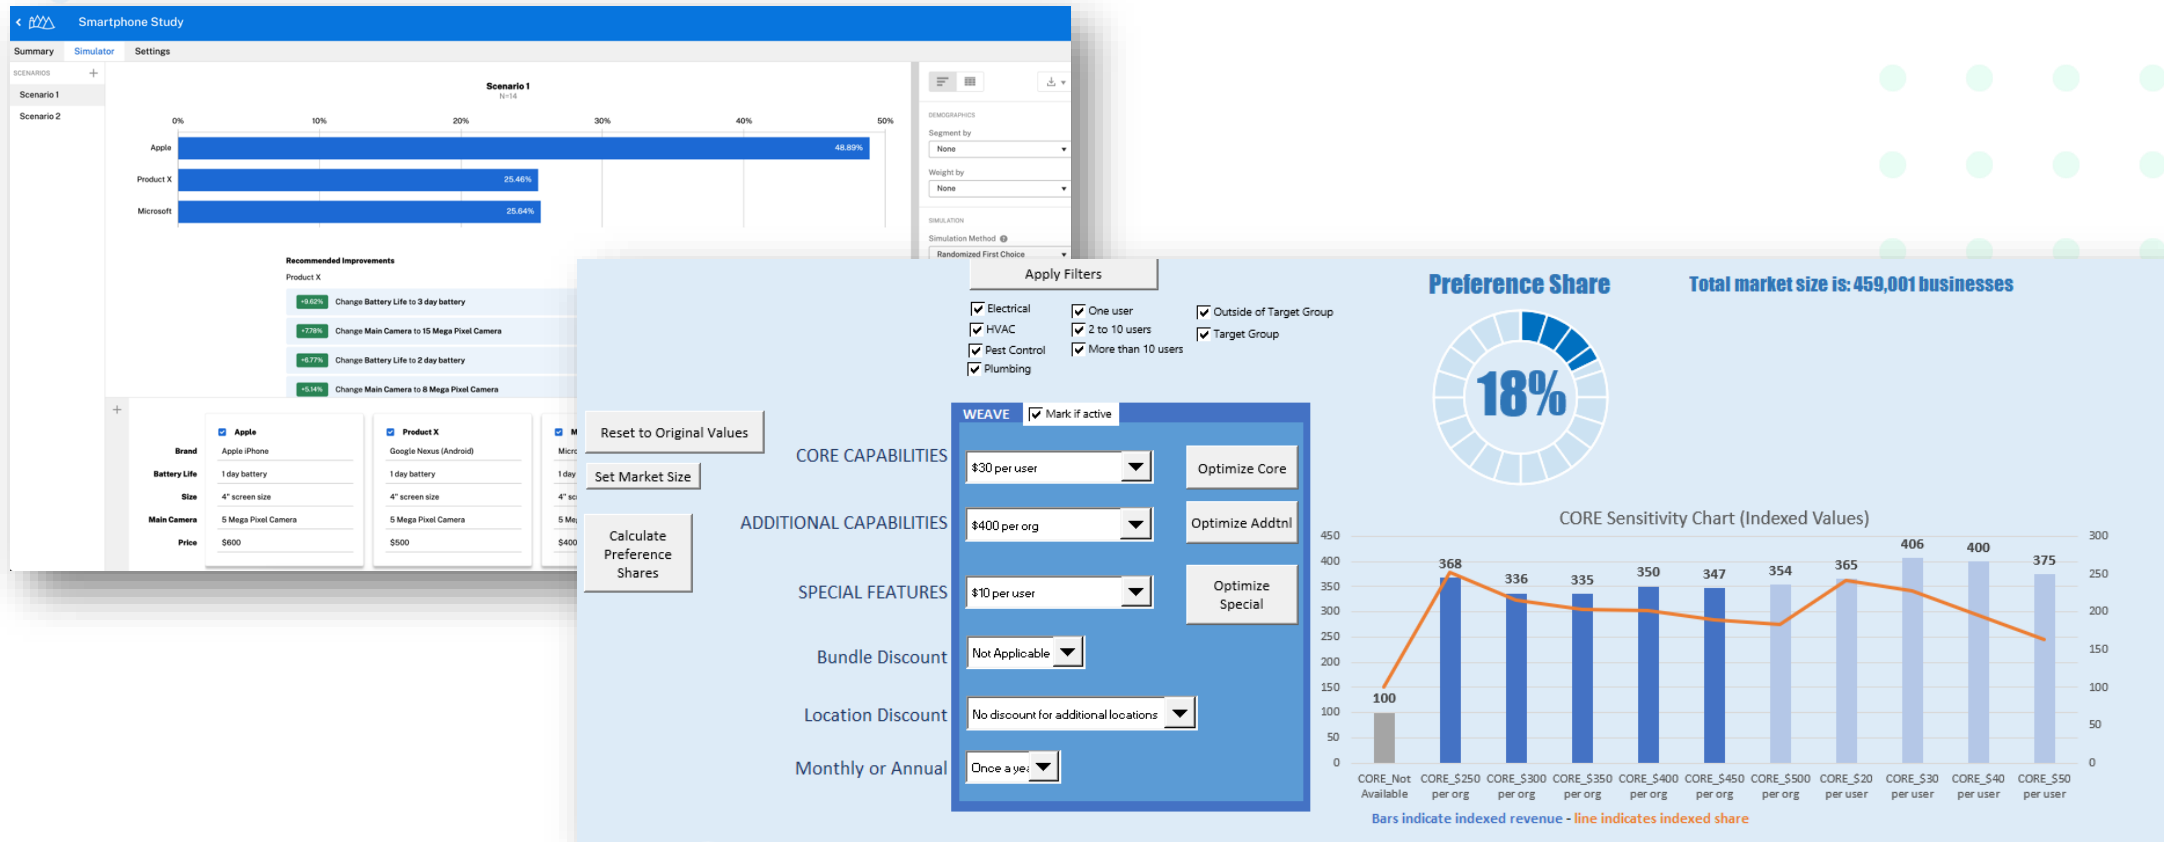 Smartphone Study
Summary Simulator Settings
SCENARIOS
Scenario 1
Scenario 2
Scenario 1
N=14
0% 10% 20% 30% 40% 50%
Apple 48.89%
Product X 25.46%
Microsoft 25.64%
Recommended Improvements
Product X
+9.62% Change Battery Life to 3 day battery
+7.78% Change Main Camera to 15 Mega Pixel Camera
+6.77% Change Battery Life to 2 day battery
+5.14% Change Main Camera to 8 Mega Pixel Camera
DEMOGRAPHICS
Segment by
None
Weight by
None
SIMULATION
Simulation Method
Randomized First Choice
Apple Product X M
Brand Apple iPhone Google Nexus (Android) Micro
Battery Life 1 day battery 1 day battery 1 day
Size 4" screen size 4" screen size 4" sc
Main Camera 5 Mega Pixel Camera 5 Mega Pixel Camera 5 Me
Price $600 $500 $400
Apply Filters
Electrical One user Outside of Target Group
HVAC 2 to 10 users Target Group
Pest Control More than 10 users
Plumbing
Reset to Original Values
Set Market Size
Calculate
Preference
Shares
WEAVE Mark if active
CORE CAPABILITIES $30 per user Optimize Core
ADDITIONAL CAPABILITIES $400 per org Optimize Addtnl
SPECIAL FEATURES $10 per user Optimize
Special
Bundle Discount Not Applicable
Location Discount No discount for additional locations
Monthly or Annual Once a yea
Preference Share
18%
Total market size is: 459,001 businesses
CORE Sensitivity Chart (Indexed Values)
450 400 350 300 250 200 150 100 50 0
100 368 336 335 350 347 354 365 406 400 375
300 250 200 150 100 50 0
CORE_Not CORE_$250 CORE_$300 CORE_$350 CORE_$400 CORE_$450 CORE_$500 CORE_$20 CORE_$30 CORE_$40 CORE_$50
Available per org per org per org per org per org per org per user per user per user per user
Bars indicate indexed revenue - line indicates indexed share